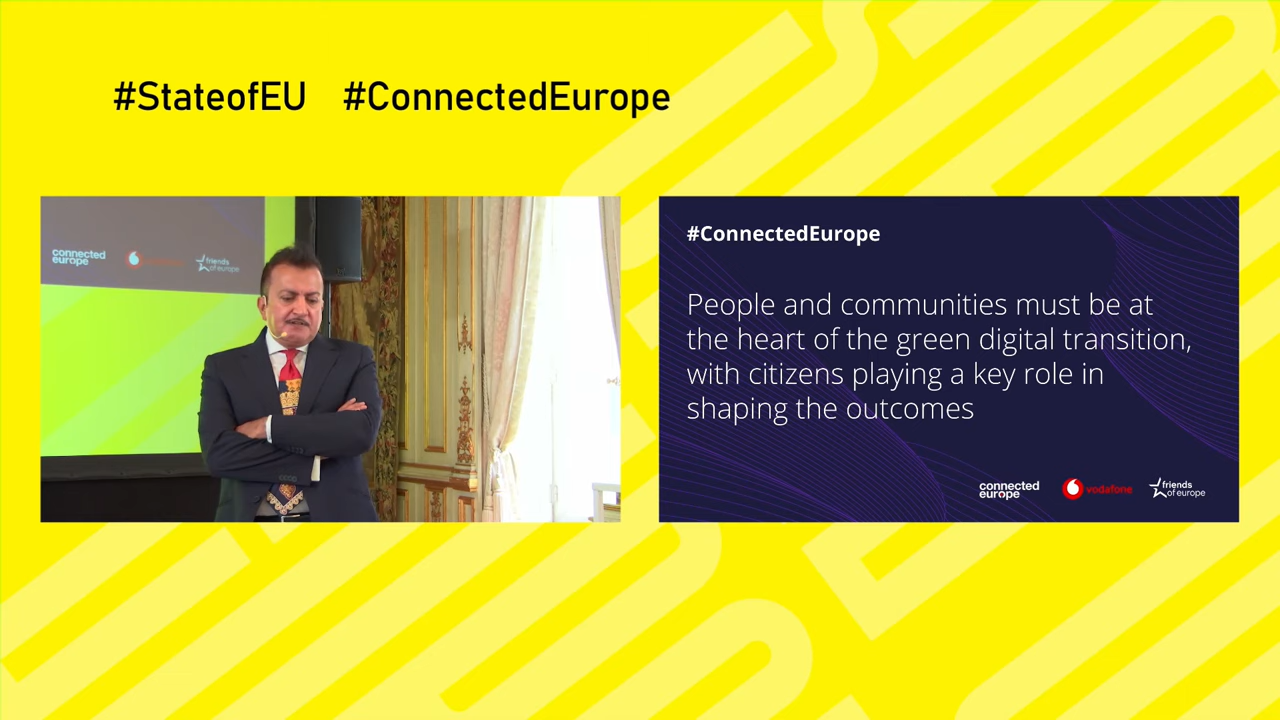 #StateofEU #ConnectedEurope
connected
europe
friends
of europe
#ConnectedEurope
People and communities must be at
the heart of the green digital transition,
with citizens playing a key role in
shaping the outcomes
connected
europe
vodafone
friends
of europe